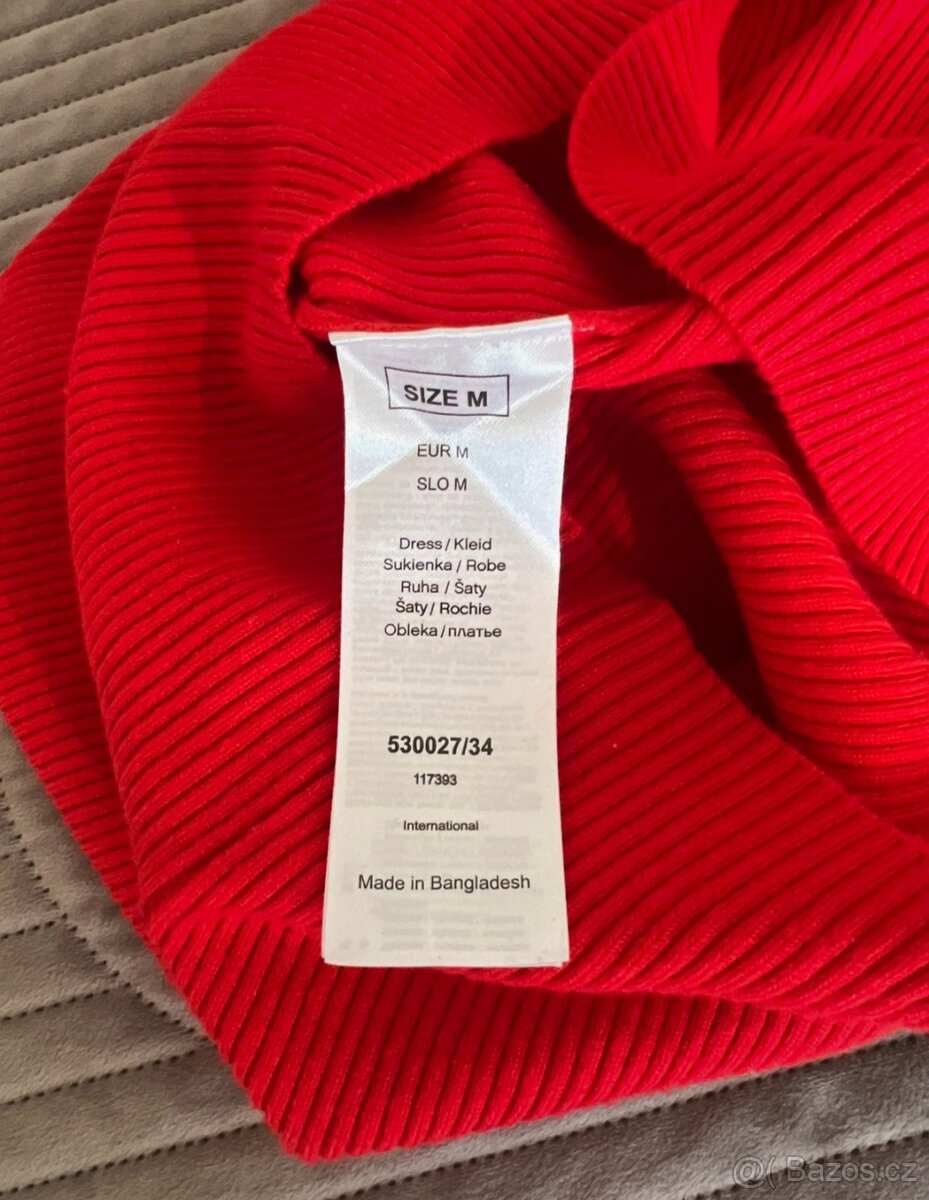 SIZE M
EUR M
SLO M
Dress / Kleid
Sukienka / Robe
Ruha / Šaty
Šaty / Rochie
Obleka / платье
530027/34
117393
International
Made in Bangladesh
Bazos.cz